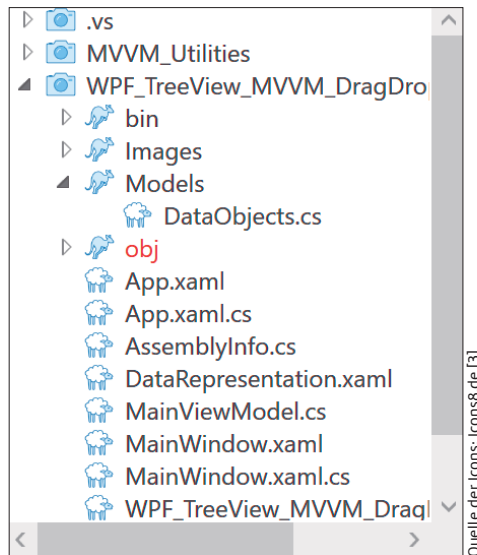 .vs
MVVM_Utilities
WPF_TreeView_MVVM_DragDro
bin
Images
Models
DataObjects.cs
obj
App.xaml
App.xaml.cs
AssemblyInfo.cs
DataRepresentation.xaml
MainViewModel.cs
MainWindow.xaml
MainWindow.xaml.cs
WPF_TreeView_MVVM_Dragl
Quelle der Icons: Icons8.de [3]